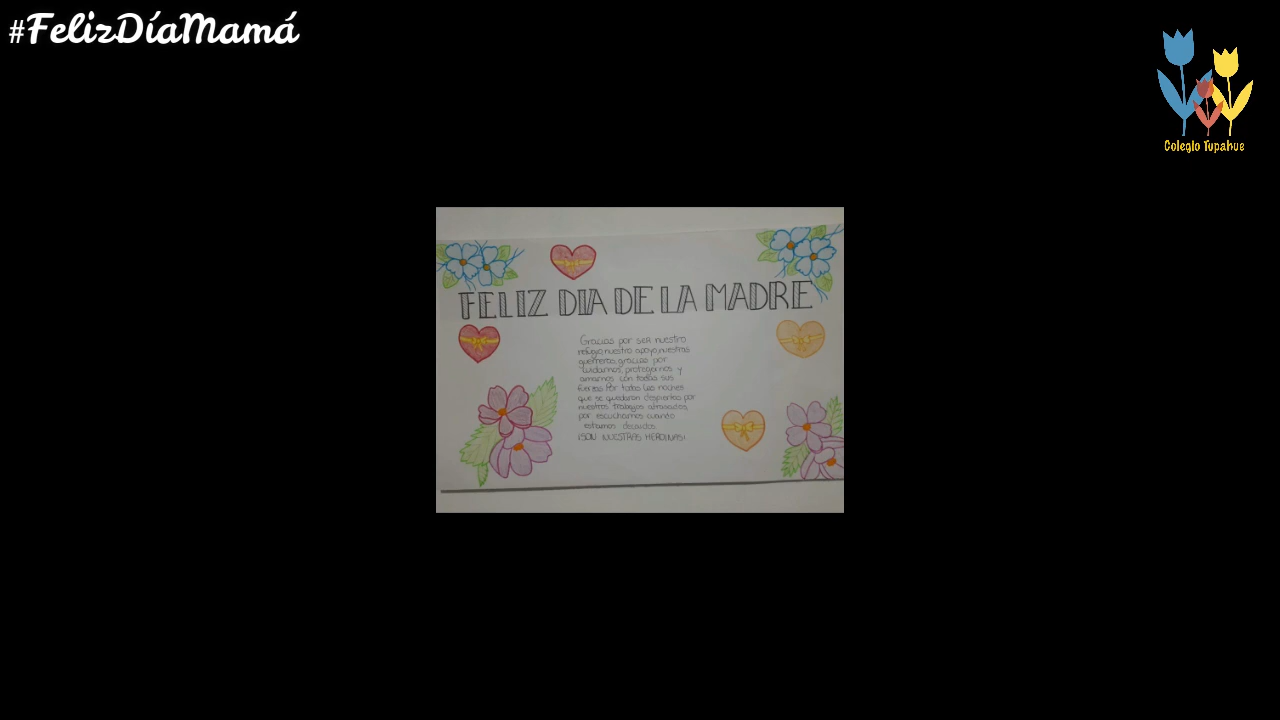 #FelizDíaMamá
Colegio Tupahue
FELIZ DIA DE LA MADRE
Gracias por ser nuestro
refugio, nuestro apoyo, nuestras
guerreras, gracias por
cuidarnos, protegernos y
amarnos con todas sus
fuerzas. Por todas las noches
que se quedaron despiertas por
nuestros trabajos atrasados,
por escucharnos cuando
estamos decaidos
¡SON NUESTRAS HEROINAS!